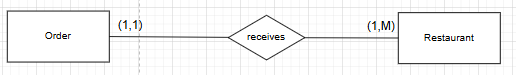 (1,1)
(1,M)
Order
receives
Restaurant